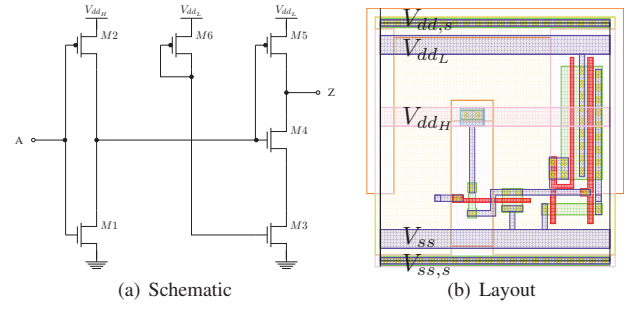 V_{dd_H} V_{dd_L} V_{dd_L}
M2 M6 M5
A Z
M4
M1 M3
(a) Schematic
V_{dd,s}
V_{dd_L}
V_{dd_H}
V_{ss}
V_{ss,s}
(b) Layout